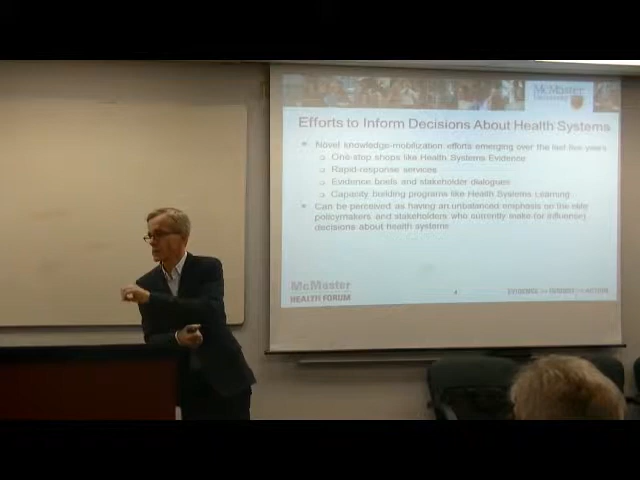 McMaster
University
Efforts to Inform Decisions About Health Systems
Novel knowledge-mobilization efforts emerging over the last five years
One-stop shops like Health Systems Evidence
Rapid-response services
Evidence briefs and stakeholder dialogues
Capacity building programs like Health Systems Learning
Can be perceived as having an unbalanced emphasis on the elite
policymakers and stakeholders who currently make (or influence)
decisions about health systems
McMaster
HEALTH FORUM
EVIDENCE >> INSIGHT >> ACTION